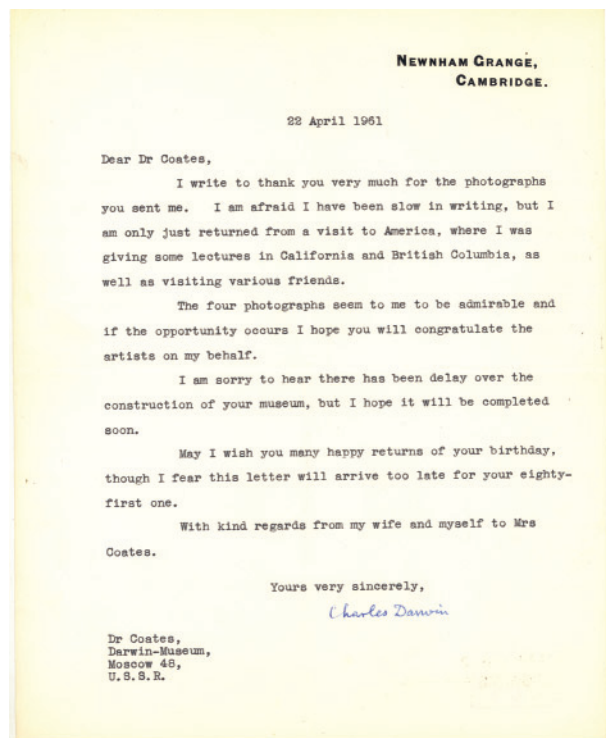 NEWNHAM GRANGE,
CAMBRIDGE.
22 April 1961
Dear Dr Coates,
I write to thank you very much for the photographs
you sent me. I am afraid I have been slow in writing, but I
am only just returned from a visit to America, where I was
giving some lectures in California and British Columbia, as
well as visiting various friends.
The four photographs seem to me to be admirable and
if the opportunity occurs I hope you will congratulate the
artists on my behalf.
I am sorry to hear there has been delay over the
construction of your museum, but I hope it will be completed
soon.
May I wish you many happy returns of your birthday,
though I fear this letter will arrive too late for your eighty-
first one.
With kind regards from my wife and myself to Mrs
Coates.
Yours very sincerely,
Charles Darwin
Dr Coates,
Darwin-Museum,
Moscow 48,
U.S.S.R.